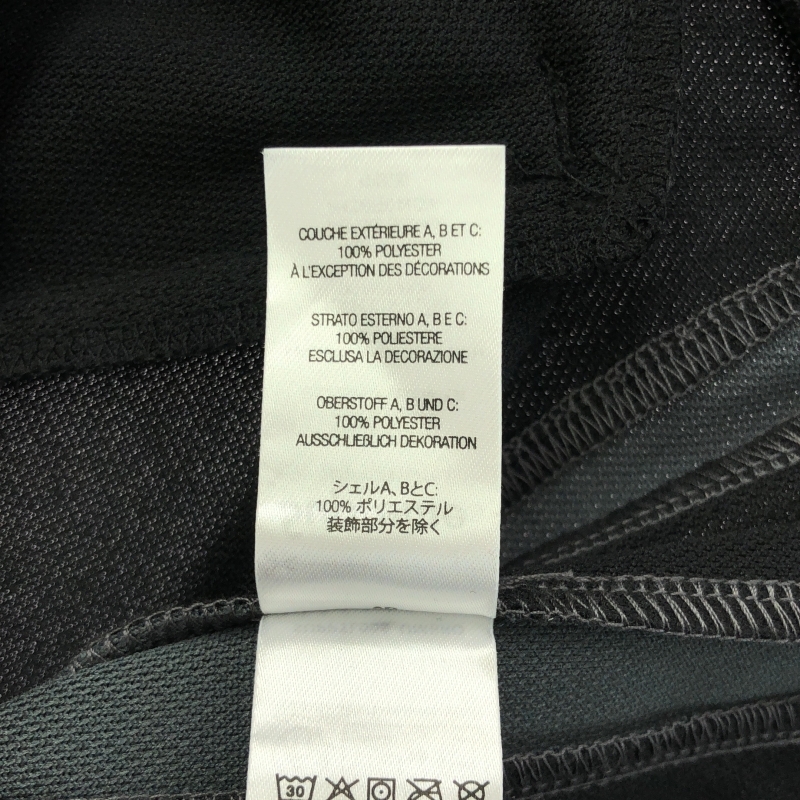 COUCHE EXTÉRIEURE A, B ET C:
100% POLYESTER
À L'EXCEPTION DES DÉCORATIONS
STRATO ESTERNO A, B E C:
100% POLIESTERE
ESCLUSA LA DECORAZIONE
OBERSTOFF A, B UND C:
100% POLYESTER
AUSSCHLIEßLICH DEKORATION
シェルA、BとC:
100% ポリエステル
装飾部分を除く
30